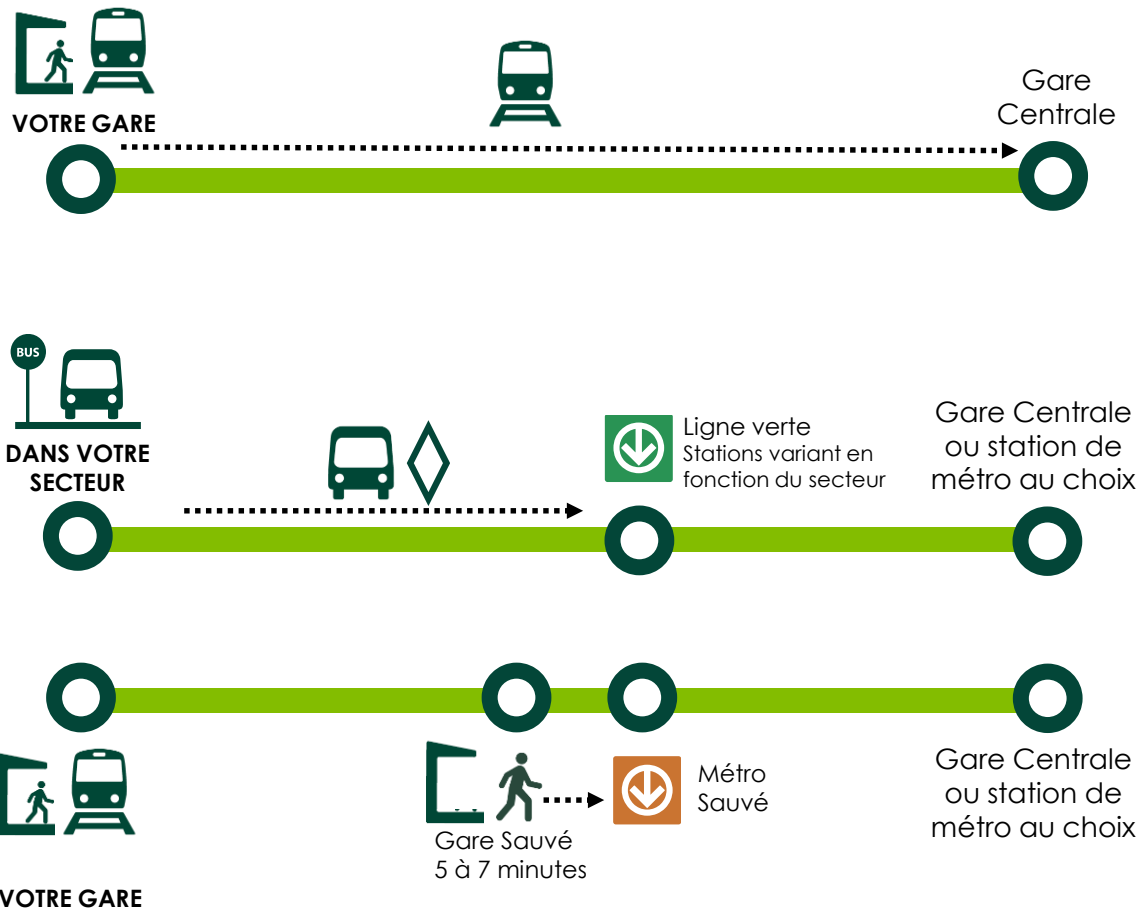 VOTRE GARE
Gare
Centrale
BUS
DANS VOTRE
SECTEUR
Ligne verte
Stations variant en
fonction du secteur
Gare Centrale
ou station de
métro au choix
VOTRE GARE
Gare Sauvé
5 à 7 minutes
Métro
Sauvé
Gare Centrale
ou station de
métro au choix